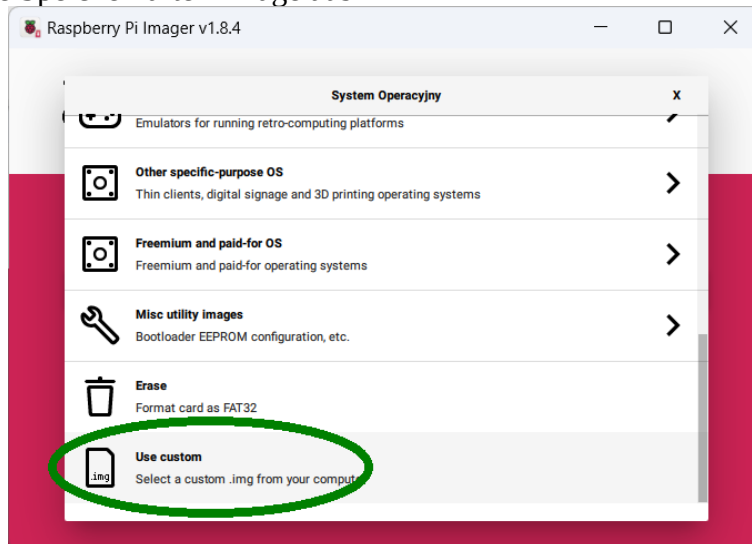 Raspberry Pi Imager v1.8.4
System Operacyjny
X
Emulators for running retro-computing platforms
Other specific-purpose OS
Thin clients, digital signage and 3D printing operating systems
Freemium and paid-for OS
Freemium and paid-for operating systems
Misc utility images
Bootloader EEPROM configuration, etc.
Erase
Format card as FAT32
Use custom
.img
Select a custom .img from your compute